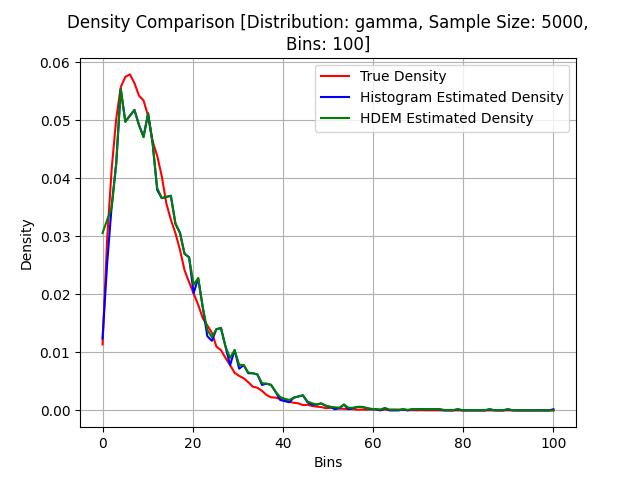 Density Comparison [Distribution: gamma, Sample Size: 5000,
Bins: 100]
True Density
Histogram Estimated Density
HDEM Estimated Density
Density
0.06
0.05
0.04
0.03
0.02
0.01
0.00
0 20 40 60 80 100
Bins